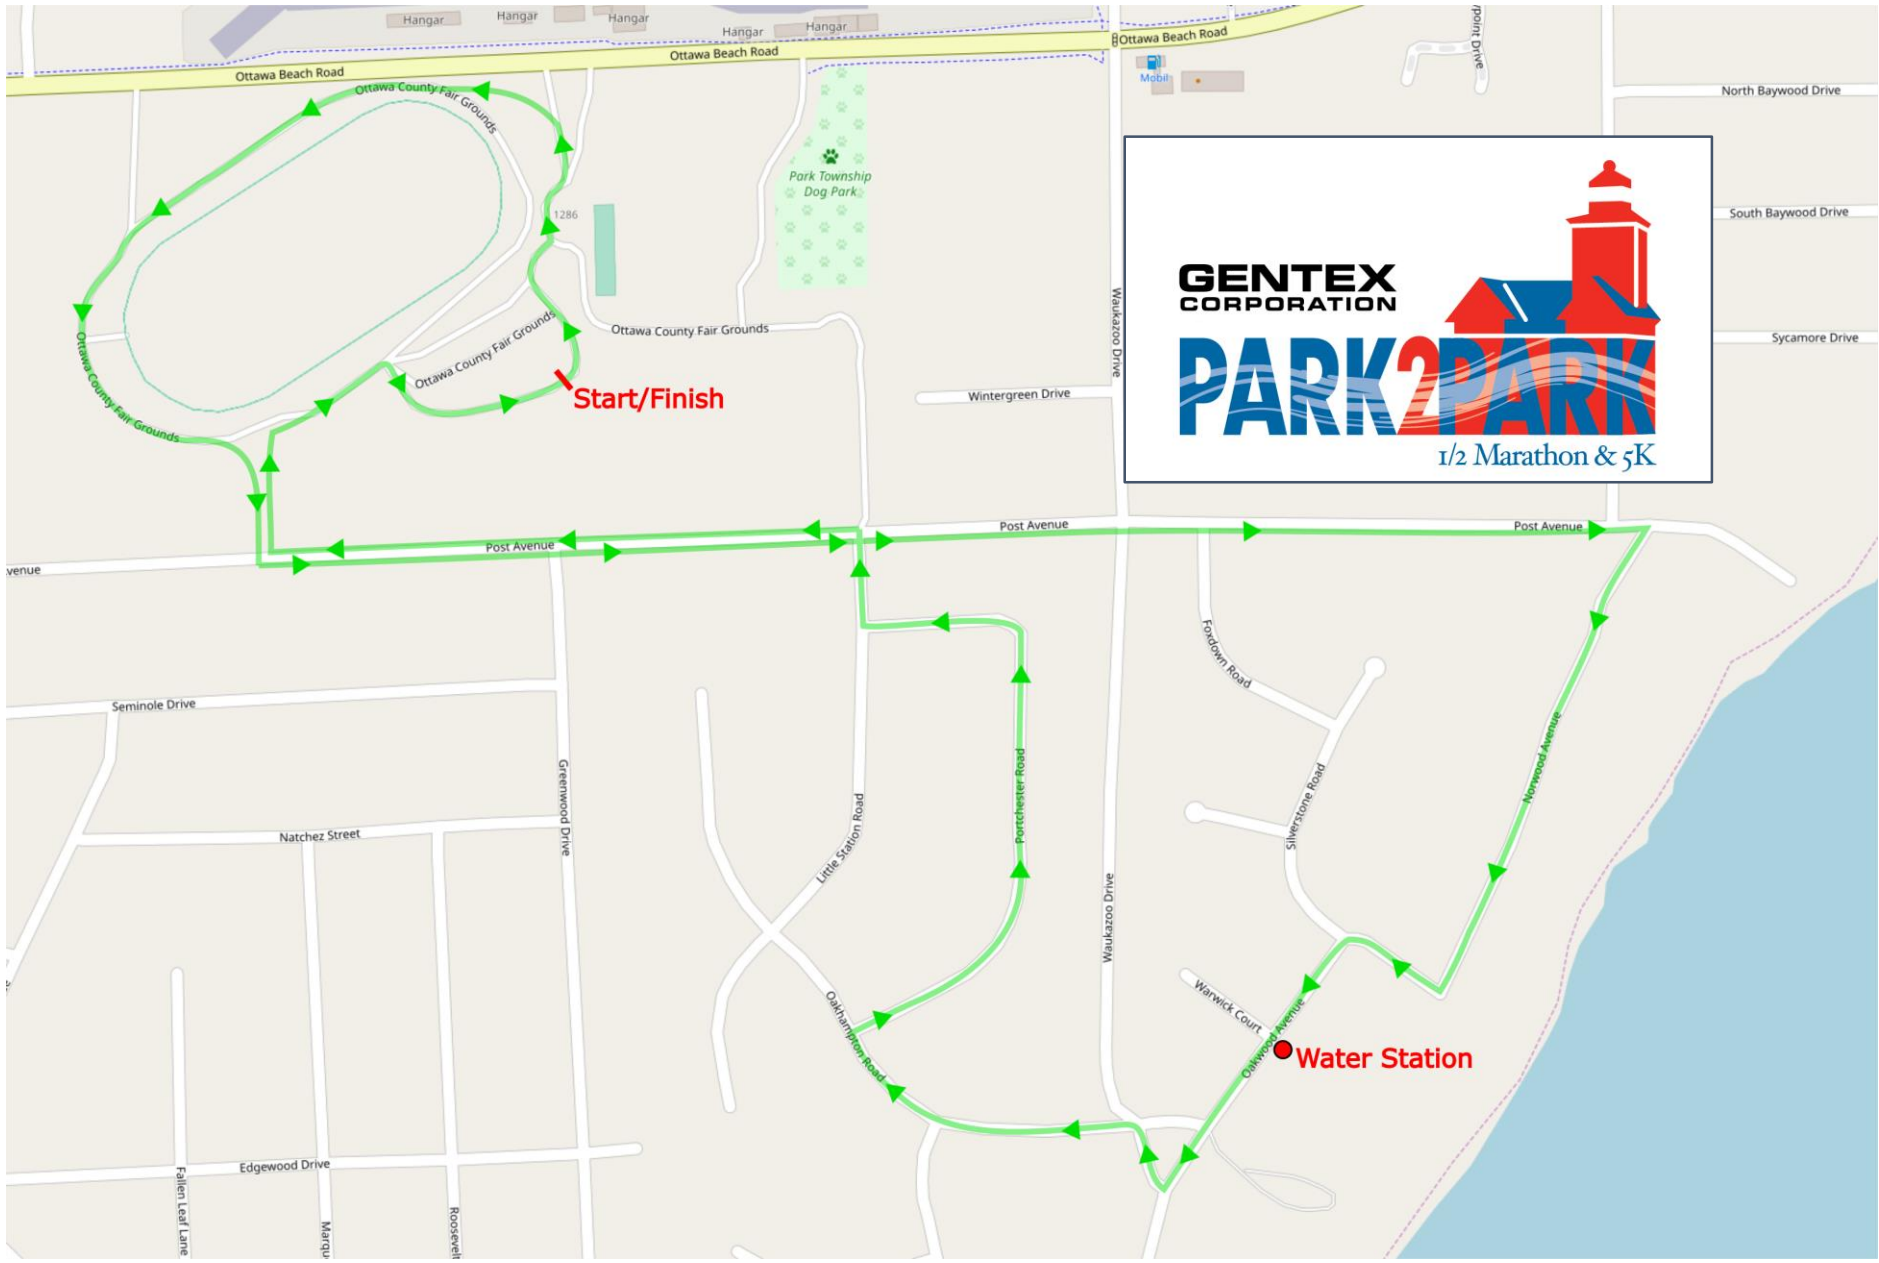 Hangar
Hangar
Hangar
Hangar
Hangar
Ottawa Beach Road
Ottawa Beach Road
Ottawa Beach Road
Mobil
North Baywood Drive
South Baywood Drive
Sycamore Drive
Ottawa County Fair Grounds
Park Township
Dog Park
1286
Waukazoo Drive
GENTEX
CORPORATION
PARK2PARK
1/2 Marathon & 5K
Ottawa County Fair Grounds
Ottawa County Fair Grounds
Ottawa County Fair Grounds
Start/Finish
Wintergreen Drive
Post Avenue
Post Avenue
Post Avenue
venue
Foxdown Road
Seminole Drive
Norwood Avenue
Greenwood Drive
Portchester Road
Silverstone Road
Natchez Street
Little Station Road
Waukazoo Drive
Warwick Court
Oakwood Avenue
Water Station
Oakhampton Road
Edgewood Drive
Fallen Leaf Lane
Marqu
Roosevelt